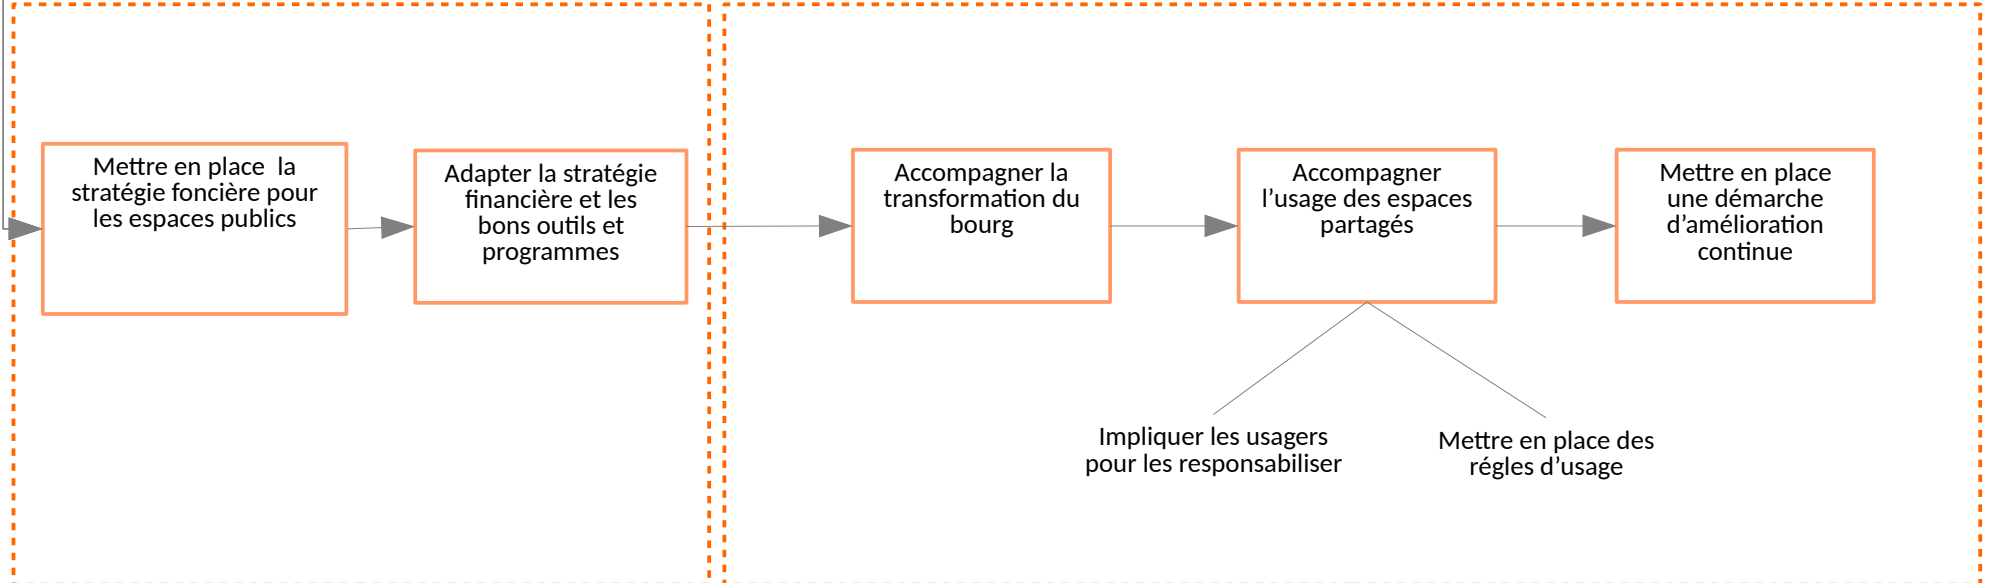 Mettre en place  la
stratégie foncière pour
les espaces publics
Adapter la stratégie
financière et les
bons outils et
programmes
Accompagner la
transformation du
bourg
Accompagner
l’usage des espaces
partagés
Mettre en place
une démarche
d’amélioration
continue
Impliquer les usagers
pour les responsabiliser
Mettre en place des
régles d’usage